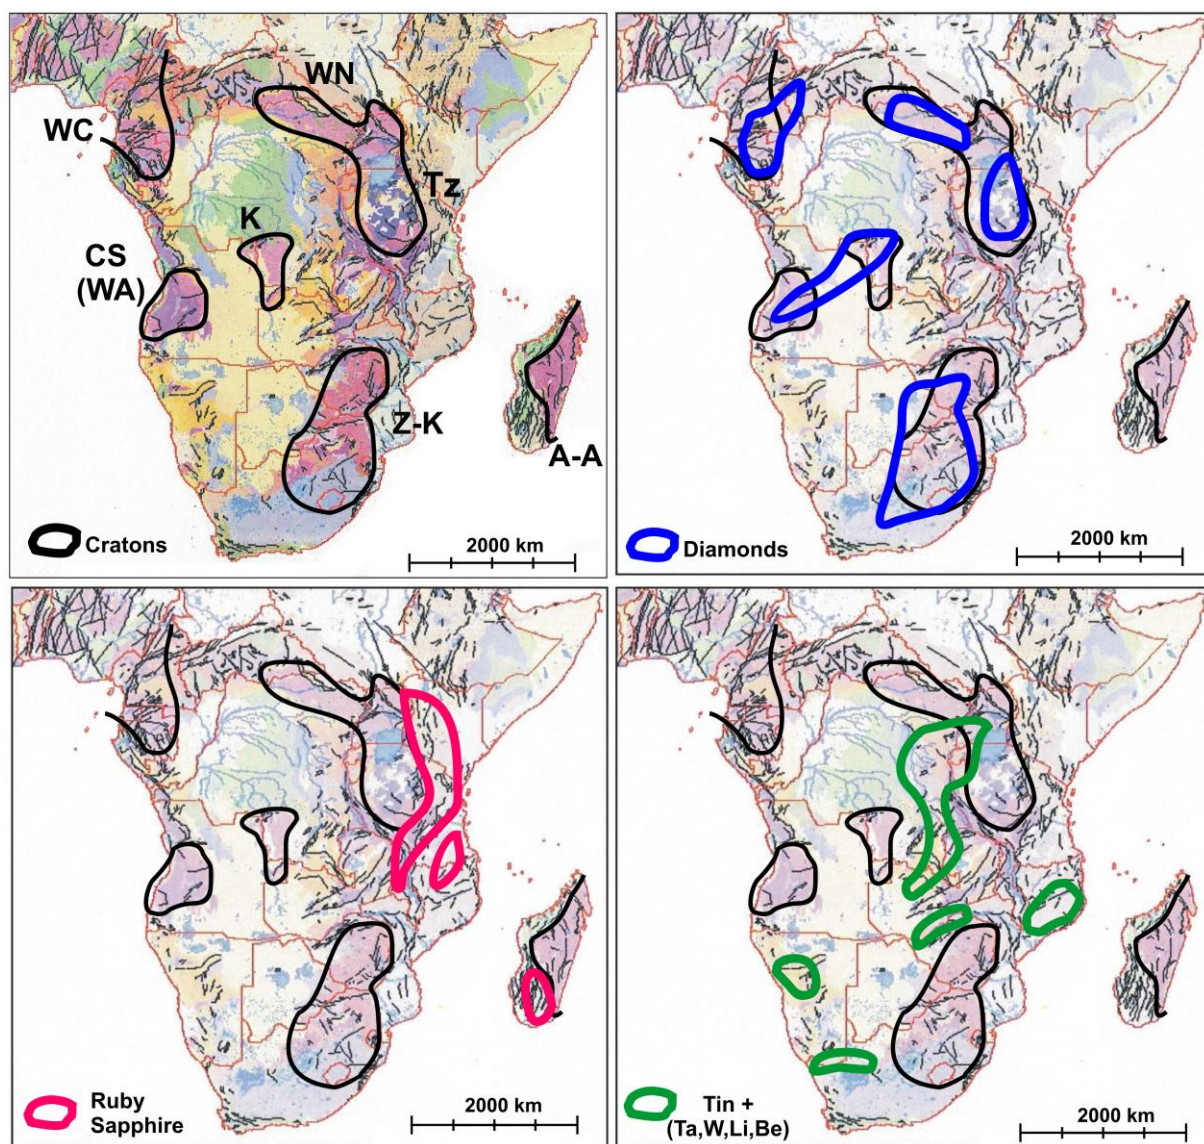 WN
WC
Tz
K
CS
(WA)
Z-K
A-A
Cratons
2000 km
Diamonds
2000 km
Ruby
Sapphire
2000 km
Tin +
(Ta,W,Li,Be)
2000 km